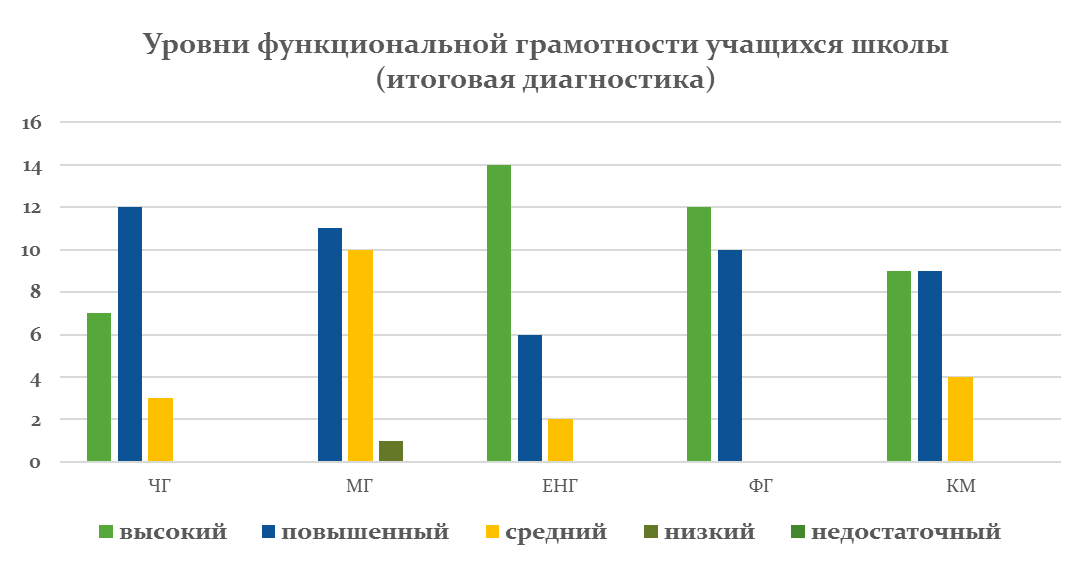 Уровни функциональной грамотности учащихся школы
(итоговая диагностика)
16
14
12
10
8
6
4
2
0
ЧГ МГ ЕНГ ФГ КМ
высокий повышенный средний низкий недостаточный